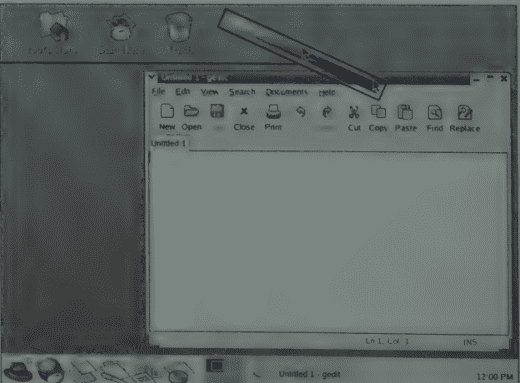 Untitled 1 - gedit
File Edit View Search Documents Help
New Open Close Print Cut Copy Paste Find Replace
Untitled 1
Ln 1, Col 1 INS
Untitled 1 - gedit 12:00 PM